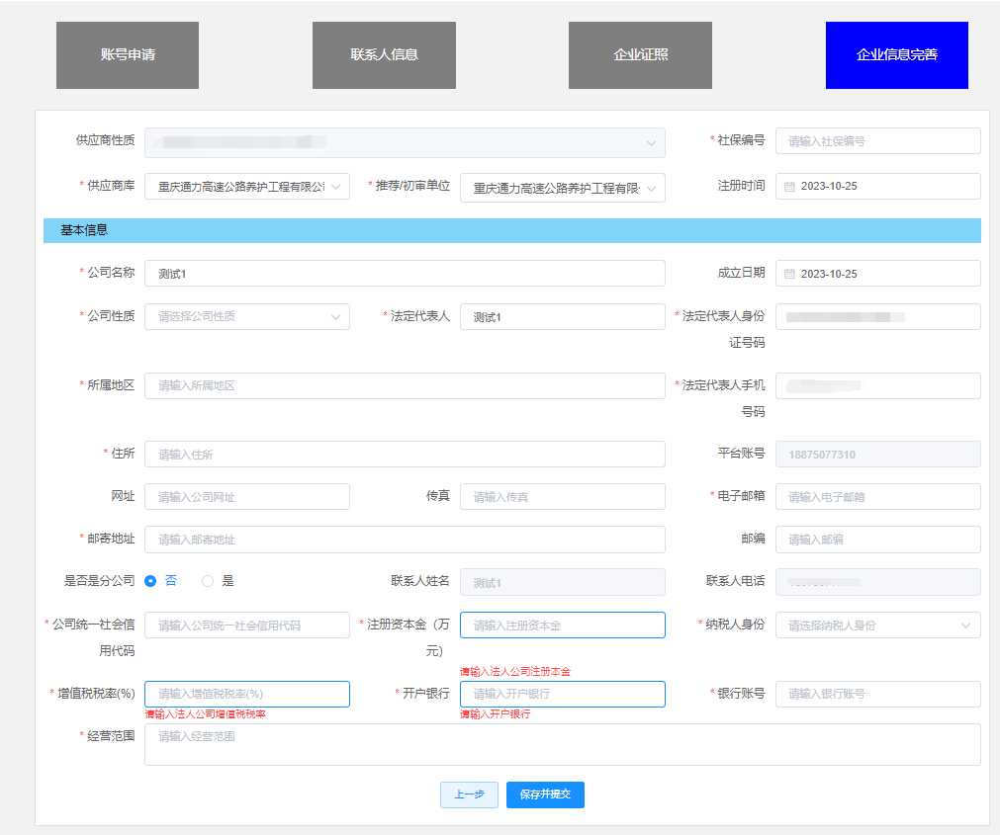 账号申请
联系人信息
企业证照
企业信息完善
供应商性质
* 社保编号 请输入社保编号
* 供应商库 重庆通力高速公路养护工程有限公司
* 推荐/初审单位 重庆通力高速公路养护工程有限
注册时间 2023-10-25
基本信息
* 公司名称 测试1
成立日期 2023-10-25
* 公司性质 请选择公司性质
* 法定代表人 测试1
* 法定代表人身份
证号码
* 所属地区 请输入所属地区
* 法定代表人手机
号码
* 住所 请输入住所
平台账号 18875077310
网址 请输入公司网址
传真 请输入传真
* 电子邮箱 请输入电子邮箱
* 邮寄地址 请输入邮寄地址
邮编 请输入邮编
是否是分公司 否 是
联系人姓名 测试1
联系人电话
* 公司统一社会信
用代码
请输入公司统一社会信用代码
* 注册资本金（万
元）
请输入注册资本金
请输入法人公司注册本金
* 纳税人身份 请选择纳税人身份
* 增值税税率(%) 请输入增值税税率(%)
请输入法人公司增值税税率
* 开户银行 请输入开户银行
请输入开户银行
* 银行账号 请输入银行账号
* 经营范围 请输入经营范围
上一步
保存并提交